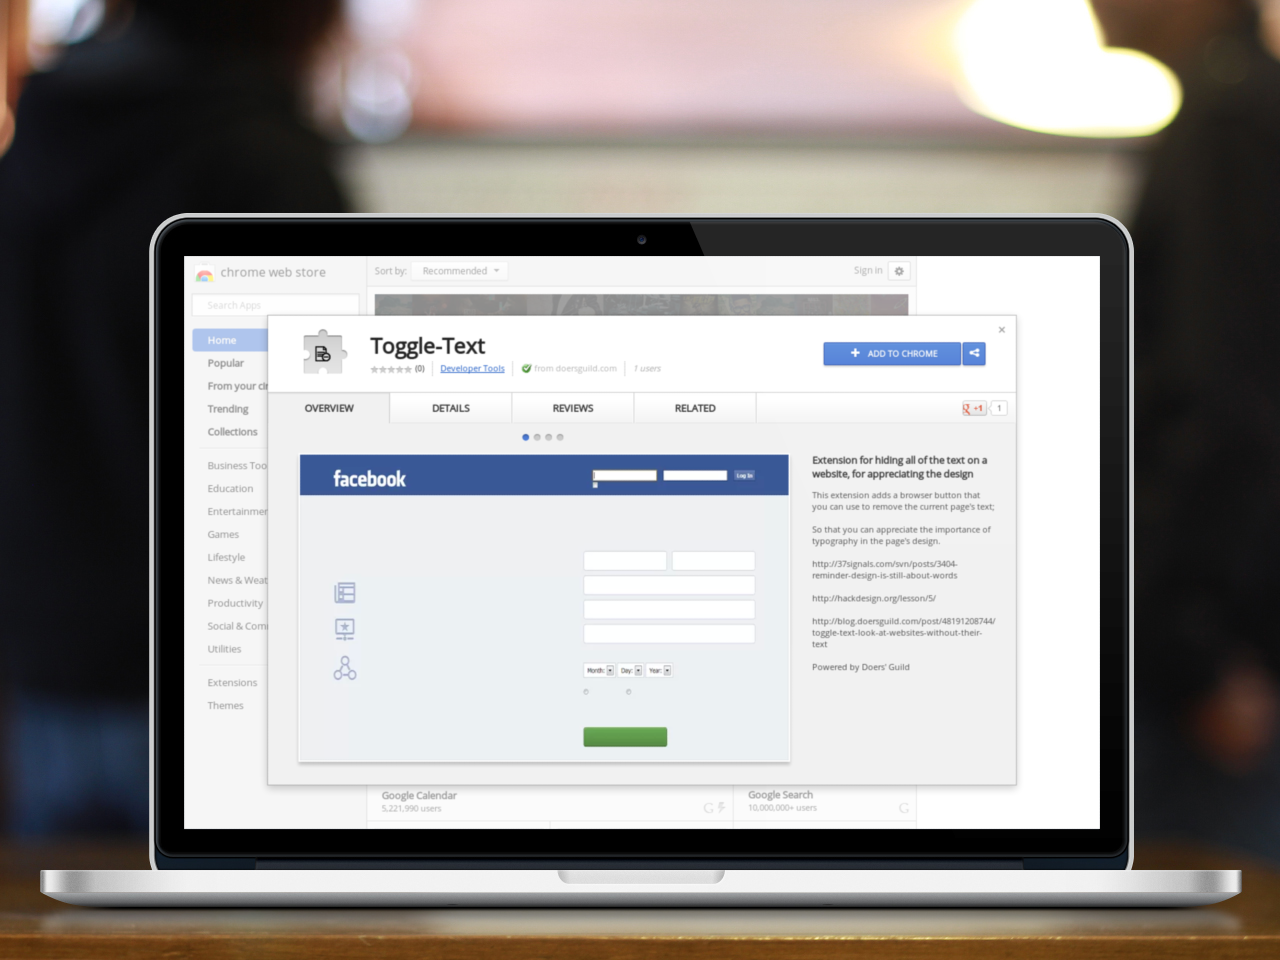 chrome web store
Sort by:
Recommended
Sign in
Search Apps
Home
Popular
From your cir
Trending
Collections
Business Too
Education
Entertainmen
Games
Lifestyle
News & Weat
Productivity
Social & Com
Utilities
Extensions
Themes
Toggle-Text
(0)
Developer Tools
from doersguild.com
1 users
ADD TO CHROME
OVERVIEW
DETAILS
REVIEWS
RELATED
+1
1
facebook
Log In
Month:
Day:
Year:
Extension for hiding all of the text on a
website, for appreciating the design
This extension adds a browser button that
you can use to remove the current page's text;
So that you can appreciate the importance of
typography in the page's design.
http://37signals.com/svn/posts/3404-
reminder-design-is-still-about-words
http://hackdesign.org/lesson/5/
http://blog.doersguild.com/post/48191208744/
toggle-text-look-at-websites-without-their-
text
Powered by Doers' Guild
Google Calendar
5,221,990 users
Google Search
10,000,000+ users